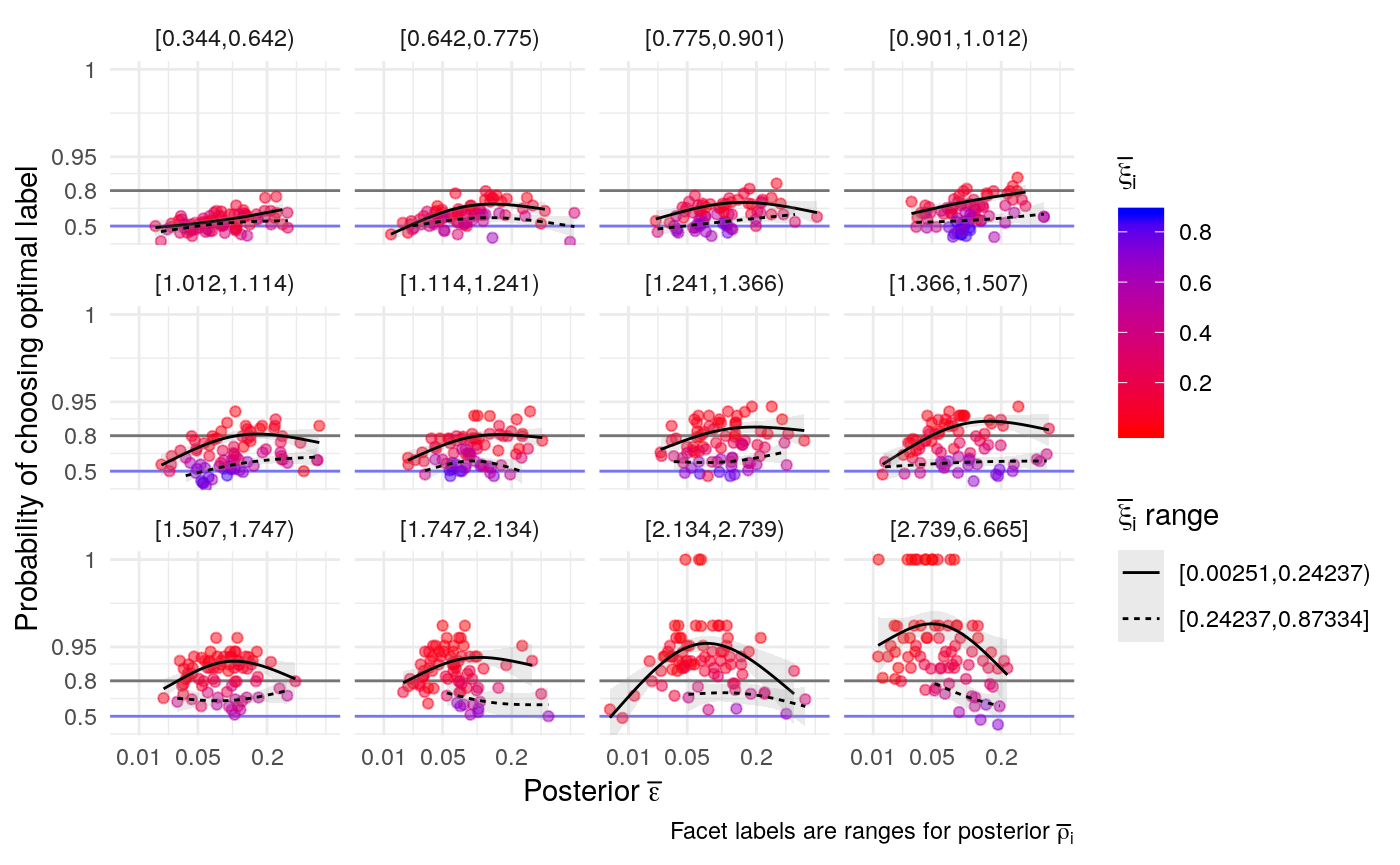 [0.344,0.642) [0.642,0.775) [0.775,0.901) [0.901,1.012)
1
0.95
0.8
0.5
[1.012,1.114) [1.114,1.241) [1.241,1.366) [1.366,1.507)
1
0.95
0.8
0.5
[1.507,1.747) [1.747,2.134) [2.134,2.739) [2.739,6.665]
1
0.95
0.8
0.5
0.01 0.05 0.2 0.01 0.05 0.2 0.01 0.05 0.2 0.01 0.05 0.2
Probability of choosing optimal label
Posterior ε̅
Facet labels are ranges for posterior ρ̅ᵢ
ξ̅ᵢ
0.8
0.6
0.4
0.2
ξ̅ᵢ range
[0.00251,0.24237)
[0.24237,0.87334]